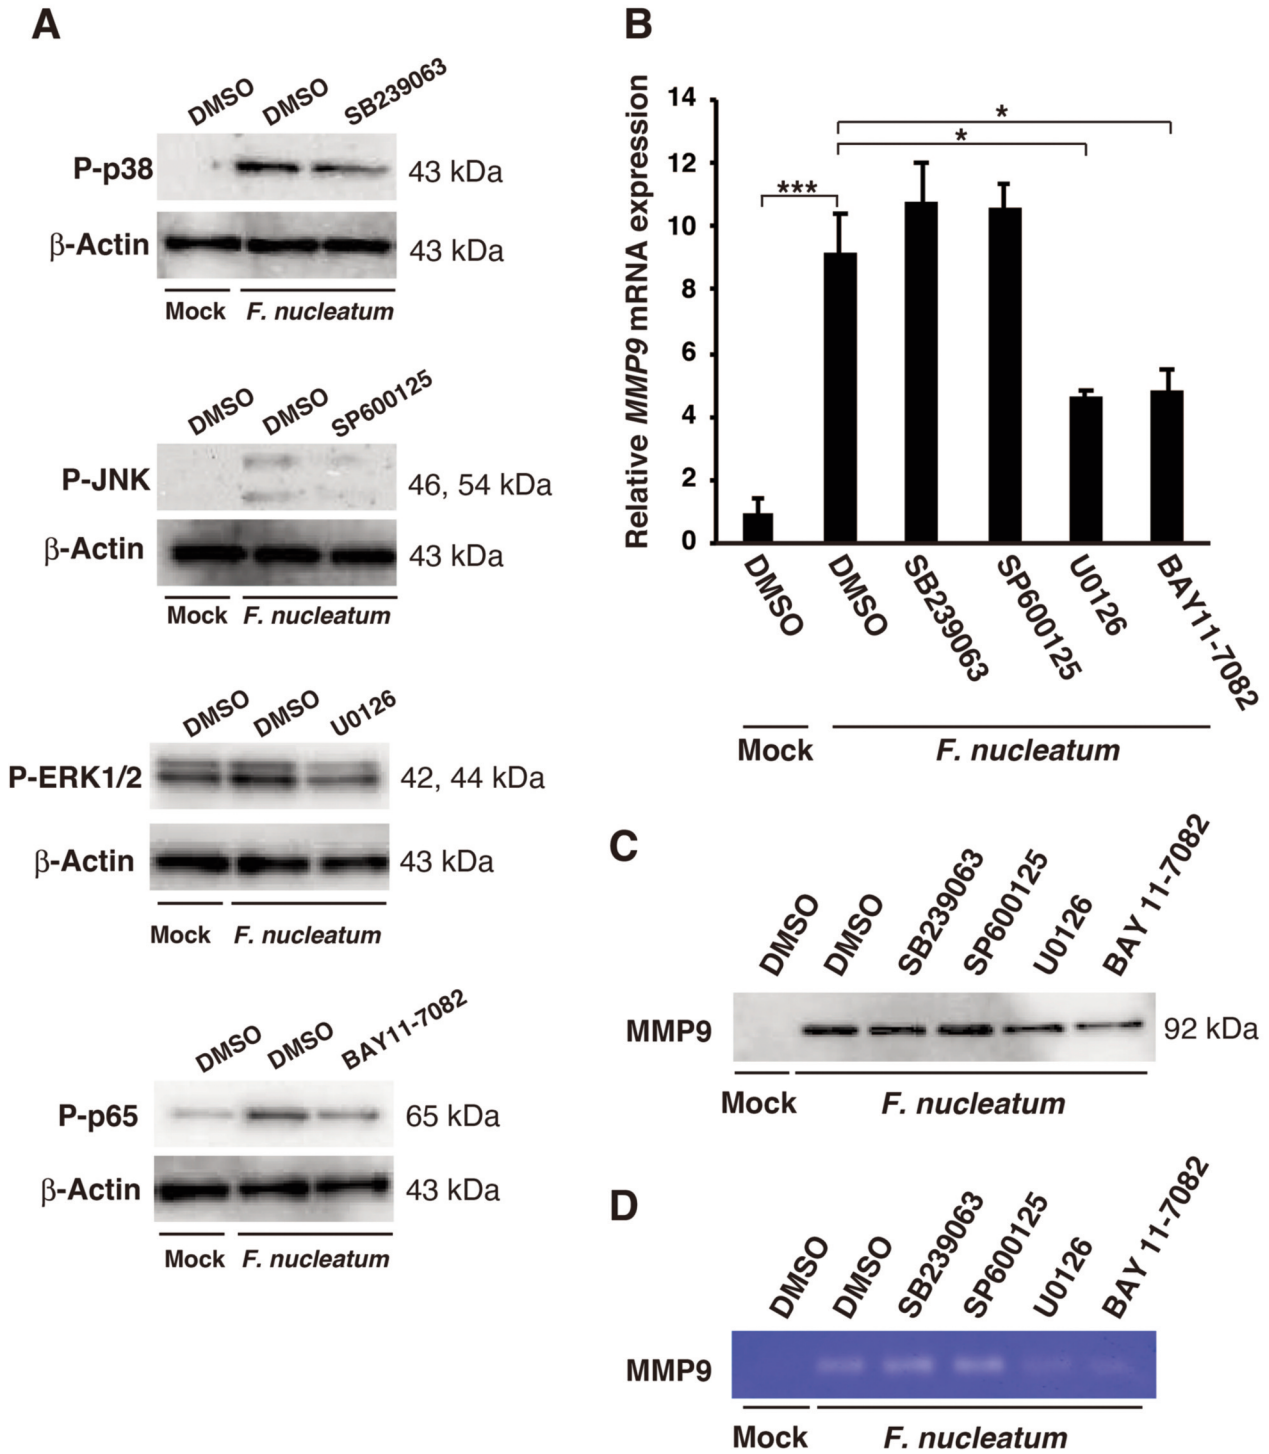 A
DMSO DMSO SB239063
P-p38 43 kDa
β-Actin 43 kDa
Mock F. nucleatum
DMSO DMSO SP600125
P-JNK 46, 54 kDa
β-Actin 43 kDa
Mock F. nucleatum
DMSO DMSO U0126
P-ERK1/2 42, 44 kDa
β-Actin 43 kDa
Mock F. nucleatum
DMSO DMSO BAY11-7082
P-p65 65 kDa
β-Actin 43 kDa
Mock F. nucleatum
B
Relative MMP9 mRNA expression
14
12
10
8
6
4
2
0
*
*
***
DMSO DMSO SB239063 SP600125 U0126 BAY11-7082
Mock F. nucleatum
C
DMSO DMSO SB239063 SP600125 U0126 BAY 11-7082
MMP9 92 kDa
Mock F. nucleatum
D
DMSO DMSO SB239063 SP600125 U0126 BAY 11-7082
MMP9
Mock F. nucleatum